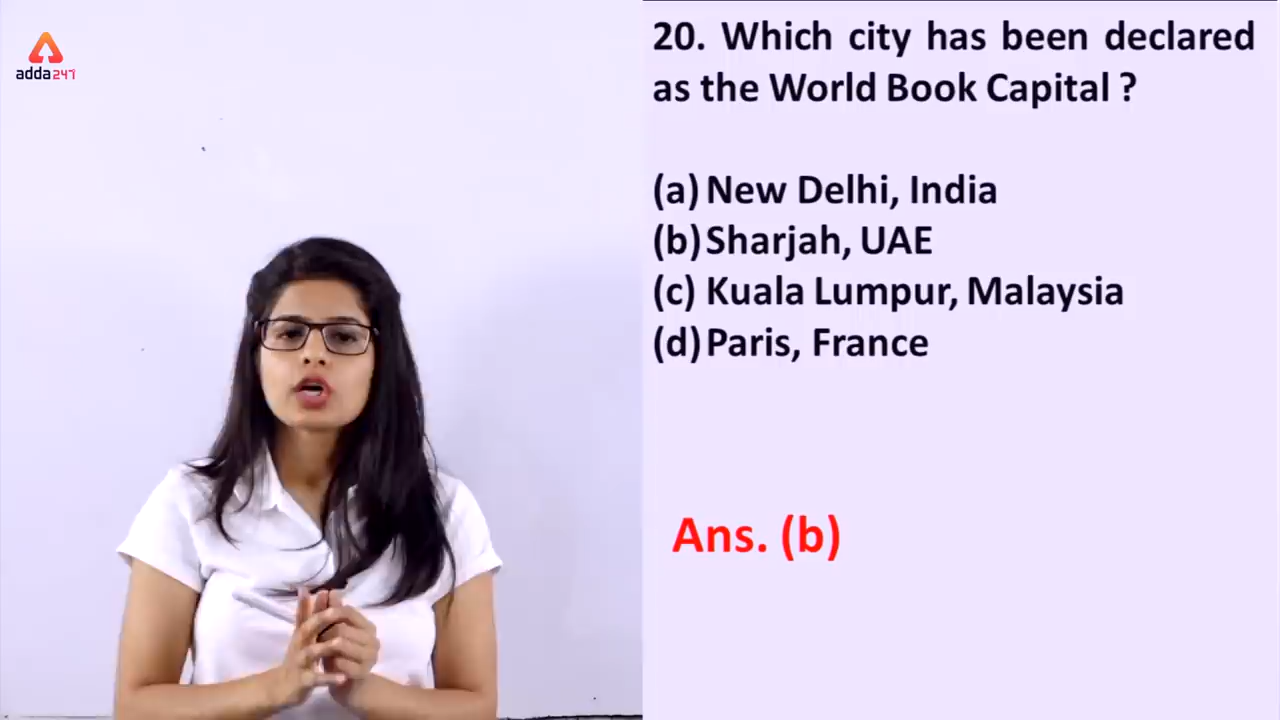 adda247
20. Which city has been declared
as the World Book Capital ?
(a) New Delhi, India
(b) Sharjah, UAE
(c) Kuala Lumpur, Malaysia
(d) Paris, France
Ans. (b)